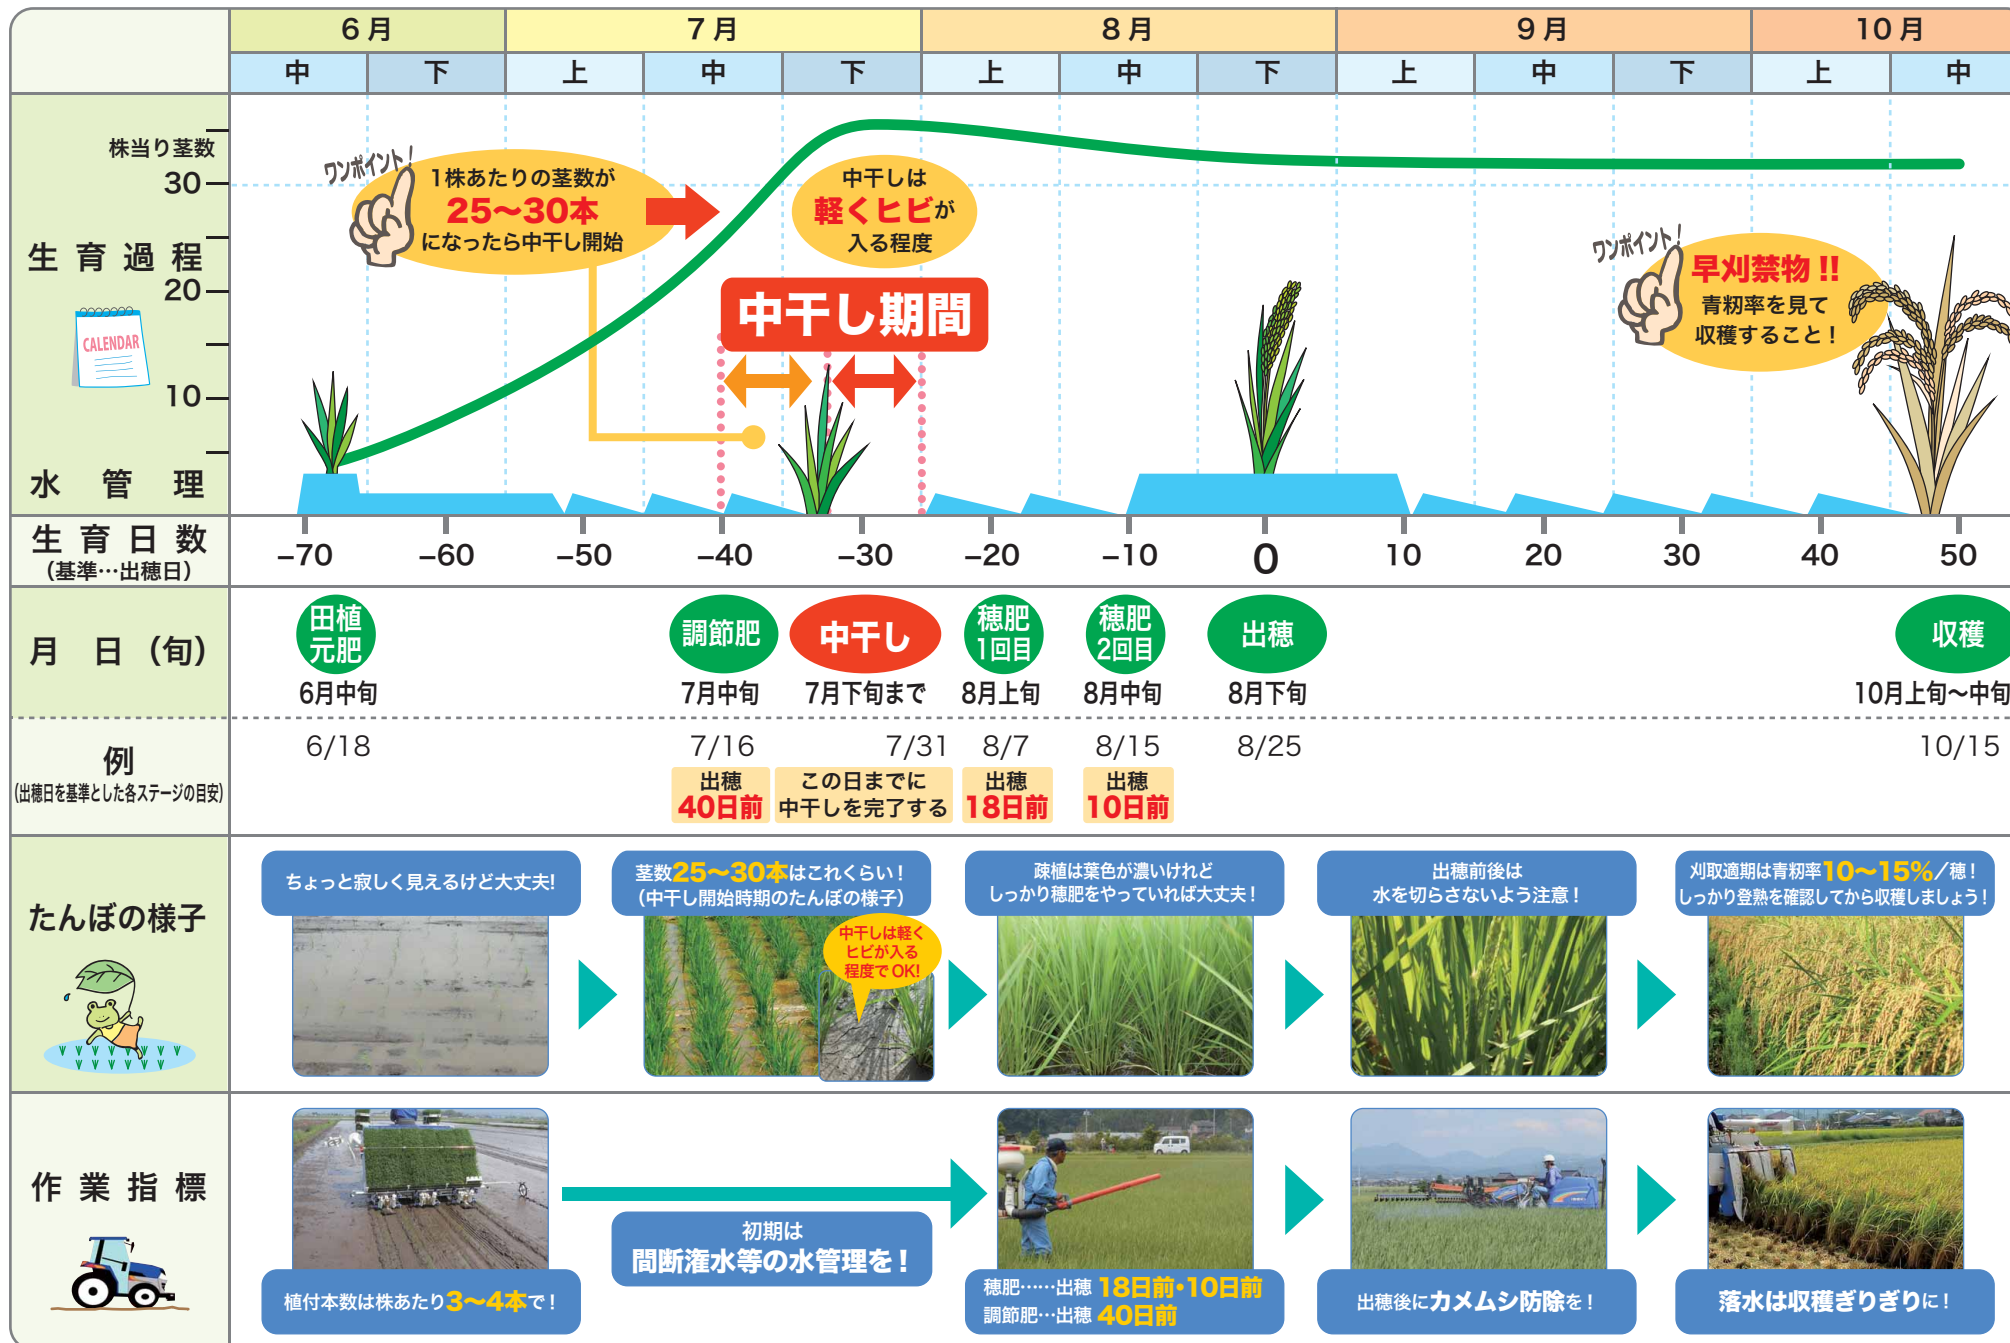 6月
7月
8月
9月
10月
中
下
上
中
下
上
中
下
上
中
下
上
中
株当り茎数
30
20
10
生育過程
CALENDAR
水管理
ワンポイント!
1株あたりの茎数が
25〜30本
になったら中干し開始
中干しは
軽くヒビが
入る程度
中干し期間
ワンポイント!
早刈禁物!!
青籾率を見て
収穫すること!
生育日数
(基準…出穂日)
−70
−60
−50
−40
−30
−20
−10
0
10
20
30
40
50
月 日(旬)
田植
元肥
6月中旬
調節肥
7月中旬
中干し
7月下旬まで
穂肥
1回目
8月上旬
穂肥
2回目
8月中旬
出穂
8月下旬
収穫
10月上旬〜中旬
例
(出穂日を基準とした各ステージの目安)
6/18
7/16
出穂
40日前
7/31
この日までに
中干しを完了する
8/7
出穂
18日前
8/15
出穂
10日前
8/25
10/15
たんぼの様子
ちょっと寂しく見えるけど大丈夫!
茎数25〜30本はこれくらい!
(中干し開始時期のたんぼの様子)
中干しは軽く
ヒビが入る
程度でOK!
疎植は葉色が濃いけれど
しっかり穂肥をやっていれば大丈夫!
出穂前後は
水を切らさないよう注意!
刈取適期は青籾率10〜15%/穂!
しっかり登熟を確認してから収穫しましょう!
作業指標
植付本数は株あたり3〜4本で!
初期は
間断潅水等の水管理を!
穂肥……出穂 18日前・10日前
調節肥…出穂 40日前
出穂後にカメムシ防除を!
落水は収穫ぎりぎりに!